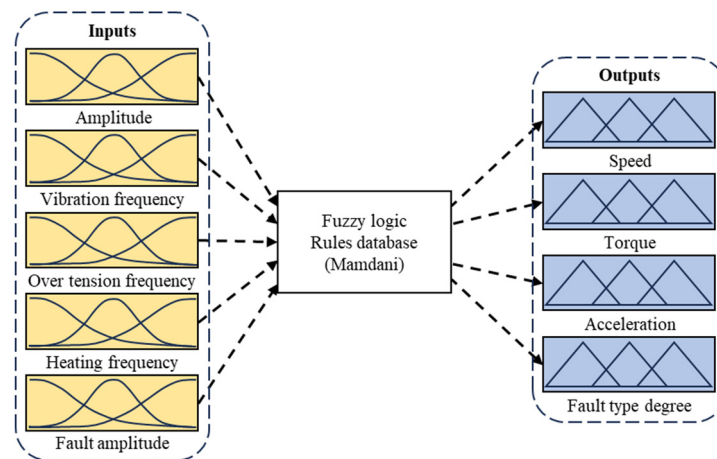 Inputs
Amplitude
Vibration frequency
Over tension frequency
Heating frequency
Fault amplitude
Fuzzy logic
Rules database
(Mamdani)
Outputs
Speed
Torque
Acceleration
Fault type degree